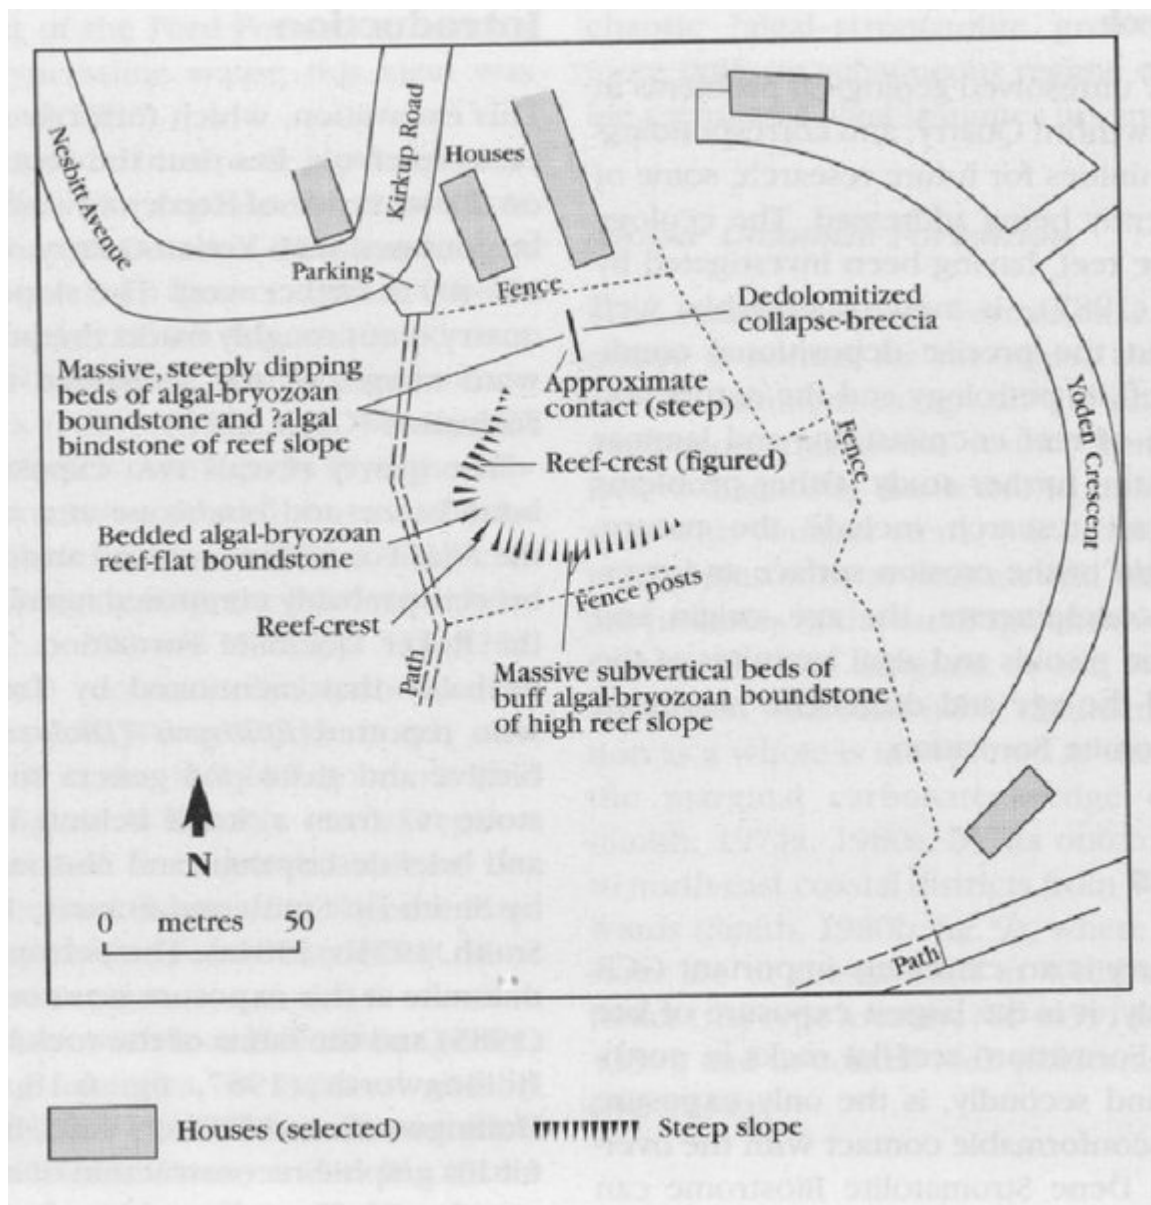 Nesbitt Avenue
Kirkup Road
Houses
Parking
Fence
Dedolomitized
collapse-breccia
Massive, steeply dipping
beds of algal-bryozoan
boundstone and ?algal
bindstone of reef slope
Approximate
contact (steep)
Yoden Crescent
Fence
Reef-crest (figured)
Bedded algal-bryozoan
reef-flat boundstone
Fence posts
Reef-crest
Path
Massive subvertical beds of
buff algal-bryozoan boundstone
of high reef slope
N
0 metres 50
Path
Houses (selected)
Steep slope